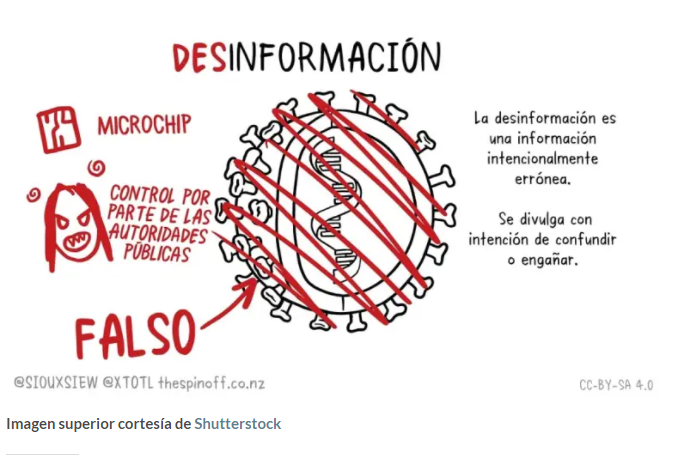 DESINFORMACIÓN
MICROCHIP
CONTROL POR
PARTE DE LAS
AUTORIDADES
PÚBLICAS
FALSO
La desinformación es
una información
intencionalmente
errónea.
Se divulga con
intención de confundir
o engañar.
@SIOUXSIEW @XTOTL thespinoff.co.nz
CC-BY-SA 4.0
Imagen superior cortesía de Shutterstock